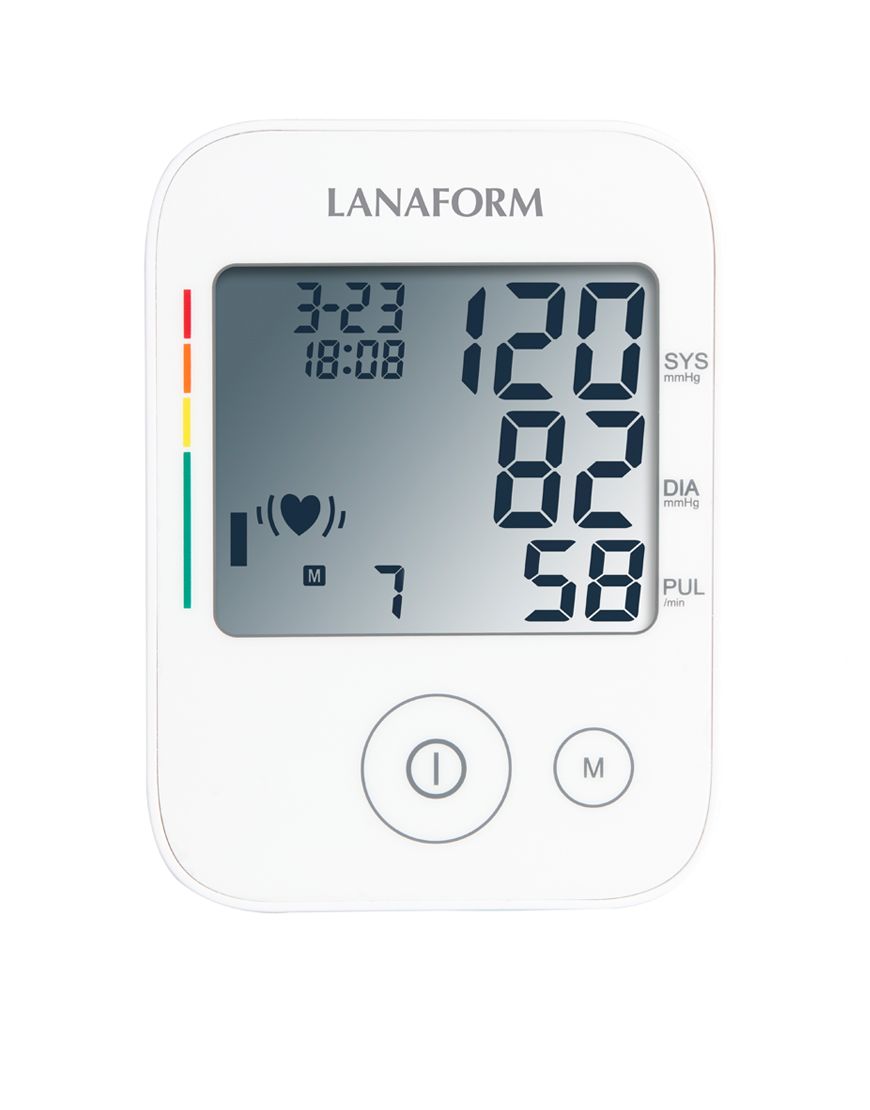 LANAFORM
3-23
18:08
120
SYS
mmHg
82
DIA
mmHg
M
7
58
PUL
/min
M